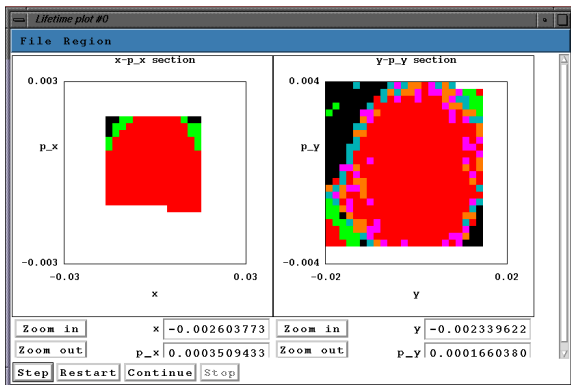 Lifetime plot #0
File Region
x-p_x section
y-p_y section
0.003
p_x
-0.003
-0.03
0.03
x
0.004
p_y
-0.004
-0.02
0.02
y
Zoom in
x -0.002603773
Zoom out
p_x 0.0003509433
Zoom in
y -0.002339622
Zoom out
p_y 0.0001660380
Step Restart Continue Stop